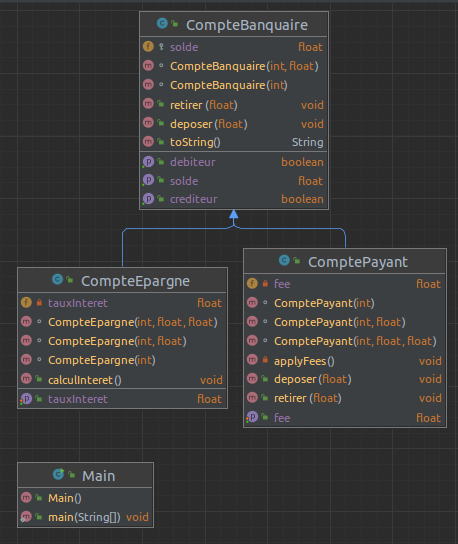 CompteBanquaire
solde float
CompteBanquaire(int, float)
CompteBanquaire(int)
retirer(float) void
deposer(float) void
toString() String
debiteur boolean
solde float
crediteur boolean
CompteEpargne
tauxInteret float
CompteEpargne(int, float, float)
CompteEpargne(int, float)
CompteEpargne(int)
calculInteret() void
tauxInteret float
ComptePayant
fee float
ComptePayant(int)
ComptePayant(int, float)
ComptePayant(int, float, float)
applyFees() void
deposer(float) void
retirer(float) void
fee float
Main
Main()
main(String[]) void